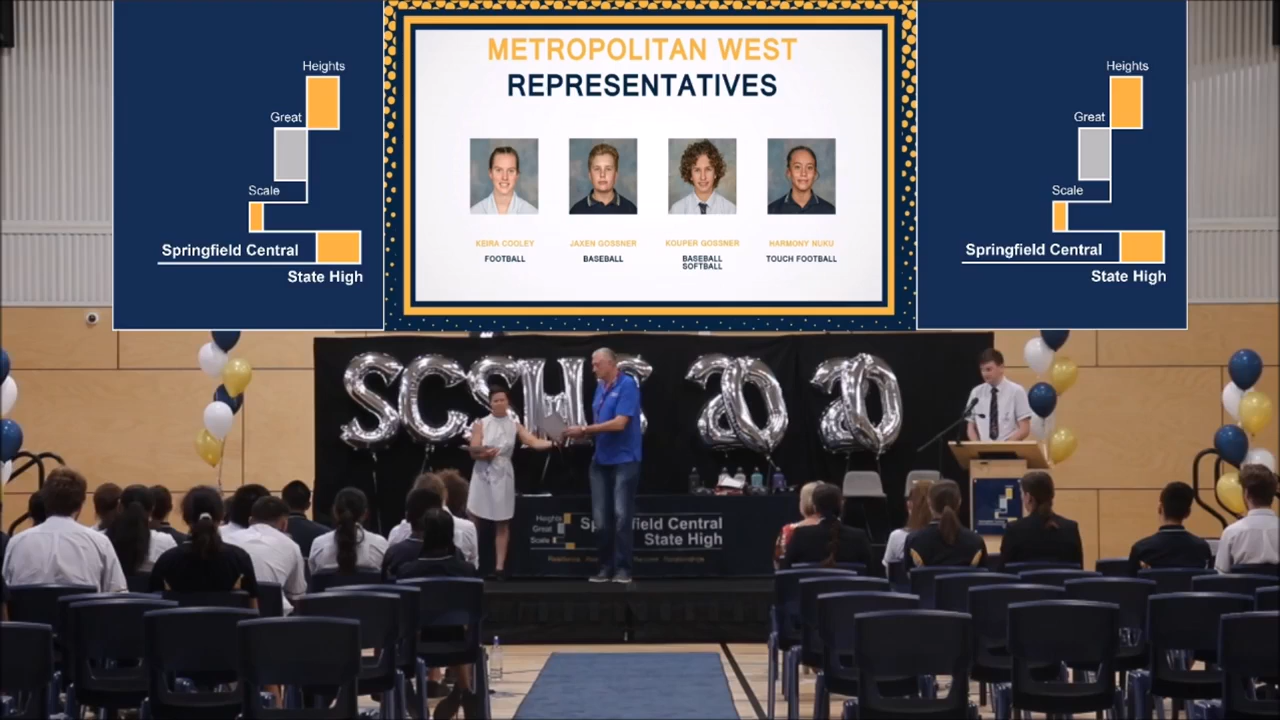 METROPOLITAN WEST
REPRESENTATIVES
KEIRA COOLEY
JAXEN GOSSNER
KOUPER GOSSNER
HARMONY NUKU
FOOTBALL
BASEBALL
BASEBALL
SOFTBALL
TOUCH FOOTBALL
Heights
Great
Scale
Springfield Central
State High
Heights
Great
Scale
Springfield Central
State High
SCSHS 2020
Heights
Great
Scale
Springfield Central
State High